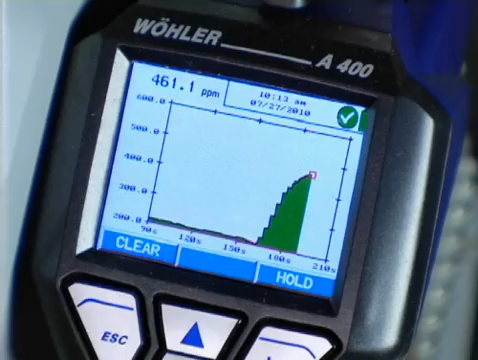 WÖHLER A 400
461.1 ppm
10:13 am
07/27/2010
600.0
500.0
400.0
300.0
200.0
90s 120s 150s 180s 210s
CLEAR HOLD
ESC